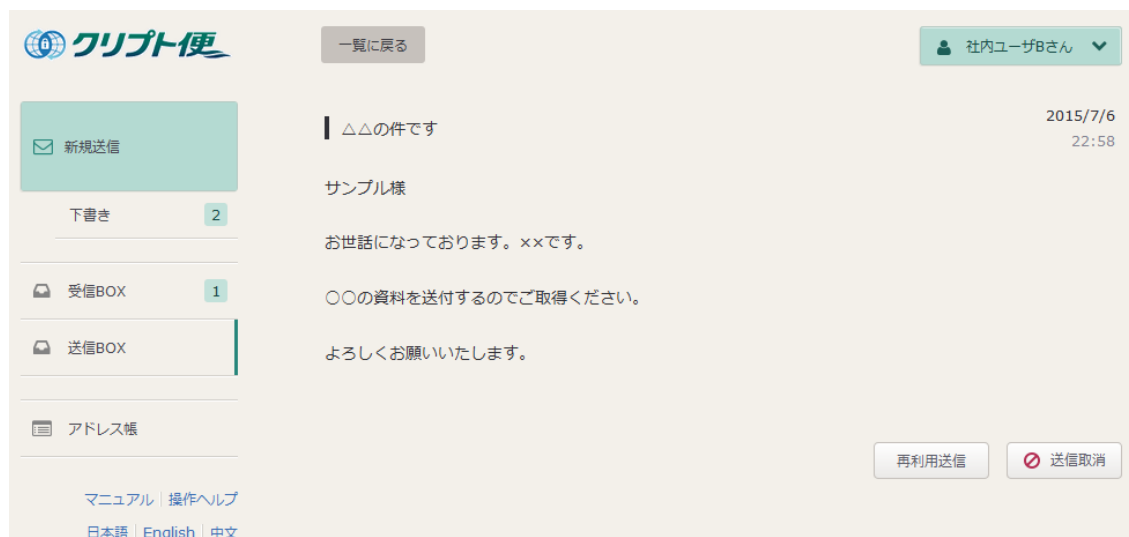 クリプト便
一覧に戻る
社内ユーザBさん
新規送信
下書き 2
受信BOX 1
送信BOX
アドレス帳
マニュアル 操作ヘルプ
日本語 English 中文
△△の件です
2015/7/6
22:58
サンプル様
お世話になっております。××です。
○○の資料を送付するのでご取得ください。
よろしくお願いいたします。
再利用送信
送信取消